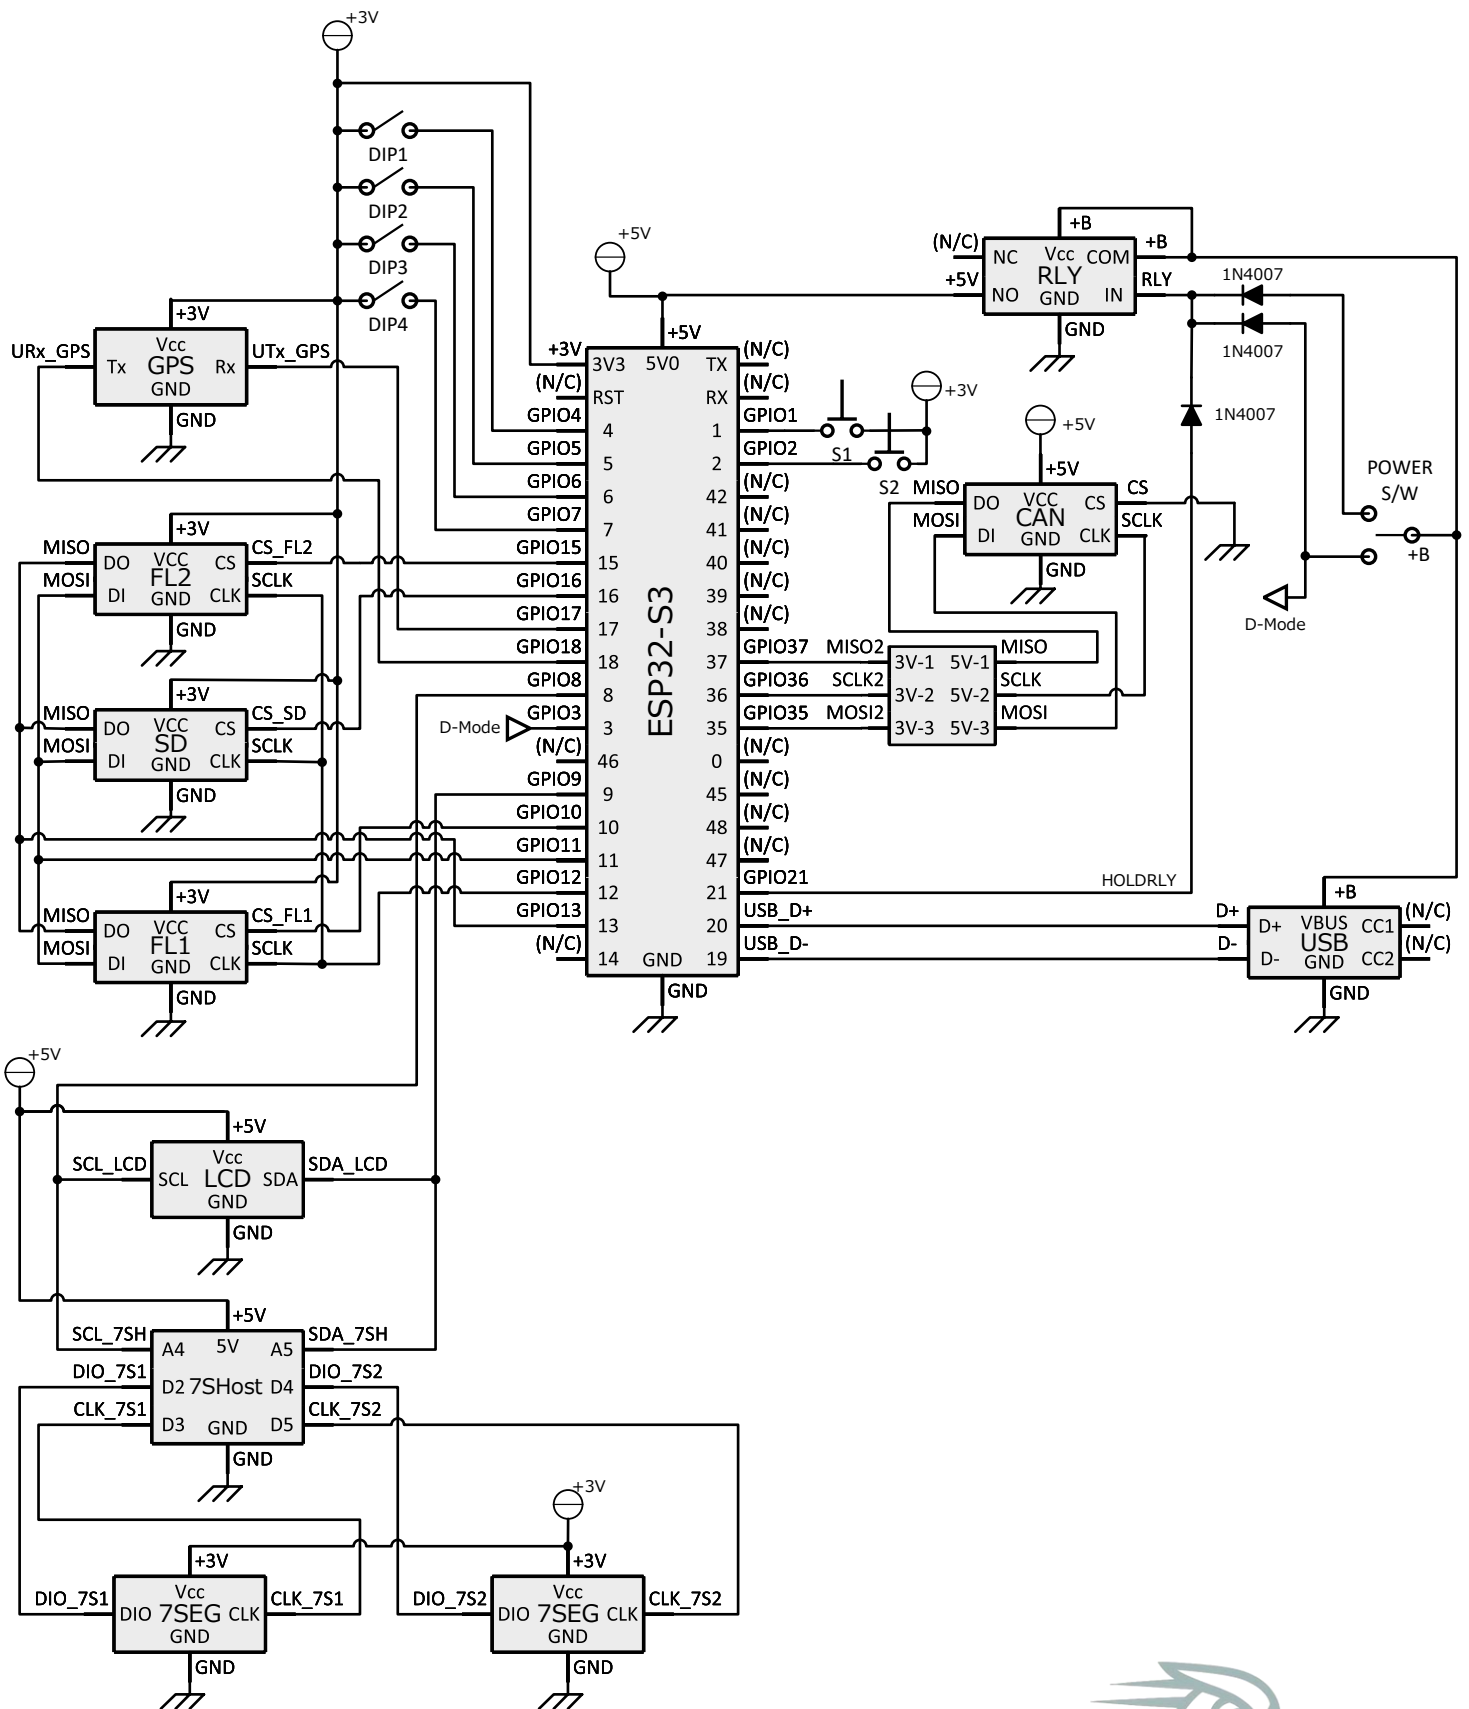 +3V
DIP1
DIP2
DIP3
DIP4
+3V
URx_GPS Tx Vcc GPS GND Rx UTx_GPS
GND
+3V
MISO DO VCC CS CS_FL2
MOSI DI FL2 GND CLK SCLK
GND
+3V
MISO DO VCC CS CS_SD
MOSI DI SD GND CLK SCLK
GND
+3V
MISO DO VCC CS CS_FL1
MOSI DI FL1 GND CLK SCLK
GND
+5V
+5V
+3V 3V3 5V0 TX (N/C)
(N/C) RST RX (N/C)
GPIO4 4 1 GPIO1
GPIO5 5 2 GPIO2
GPIO6 6 42 (N/C)
GPIO7 7 41 (N/C)
GPIO15 15 40 (N/C)
GPIO16 16 39 (N/C)
GPIO17 17 38 (N/C)
GPIO18 18 37 GPIO37
GPIO8 8 36 GPIO36
D-Mode GPIO3 3 35 GPIO35
(N/C) 46 0 (N/C)
GPIO9 9 45 (N/C)
GPIO10 10 48 (N/C)
GPIO11 11 47 (N/C)
GPIO12 12 21 GPIO21
GPIO13 13 20 USB_D+
(N/C) 14 GND 19 USB_D-
ESP32-S3
GND
+B
(N/C) NC Vcc COM +B
RLY
+5V NO GND IN RLY
GND
1N4007
1N4007
1N4007
+3V
S1
S2
+5V
+5V
MISO DO VCC CS CS
MOSI DI CAN GND CLK SCLK
GND
MISO2 3V-1 5V-1 MISO
SCLK2 3V-2 5V-2 SCLK
MOSI2 3V-3 5V-3 MOSI
POWER
S/W
+B
D-Mode
HOLDRLY
+B
D+ D+ VBUS CC1 (N/C)
USB
D- D- GND CC2 (N/C)
GND
+5V
+5V
SCL_LCD SCL Vcc LCD GND SDA SDA_LCD
GND
+5V
SCL_7SH A4 5V A5 SDA_7SH
DIO_7S1 D2 7SHost D4 DIO_7S2
CLK_7S1 D3 GND D5 CLK_7S2
GND
+3V
+3V
DIO_7S1 DIO Vcc 7SEG GND CLK CLK_7S1
GND
+3V
DIO_7S2 DIO Vcc 7SEG GND CLK CLK_7S2
GND